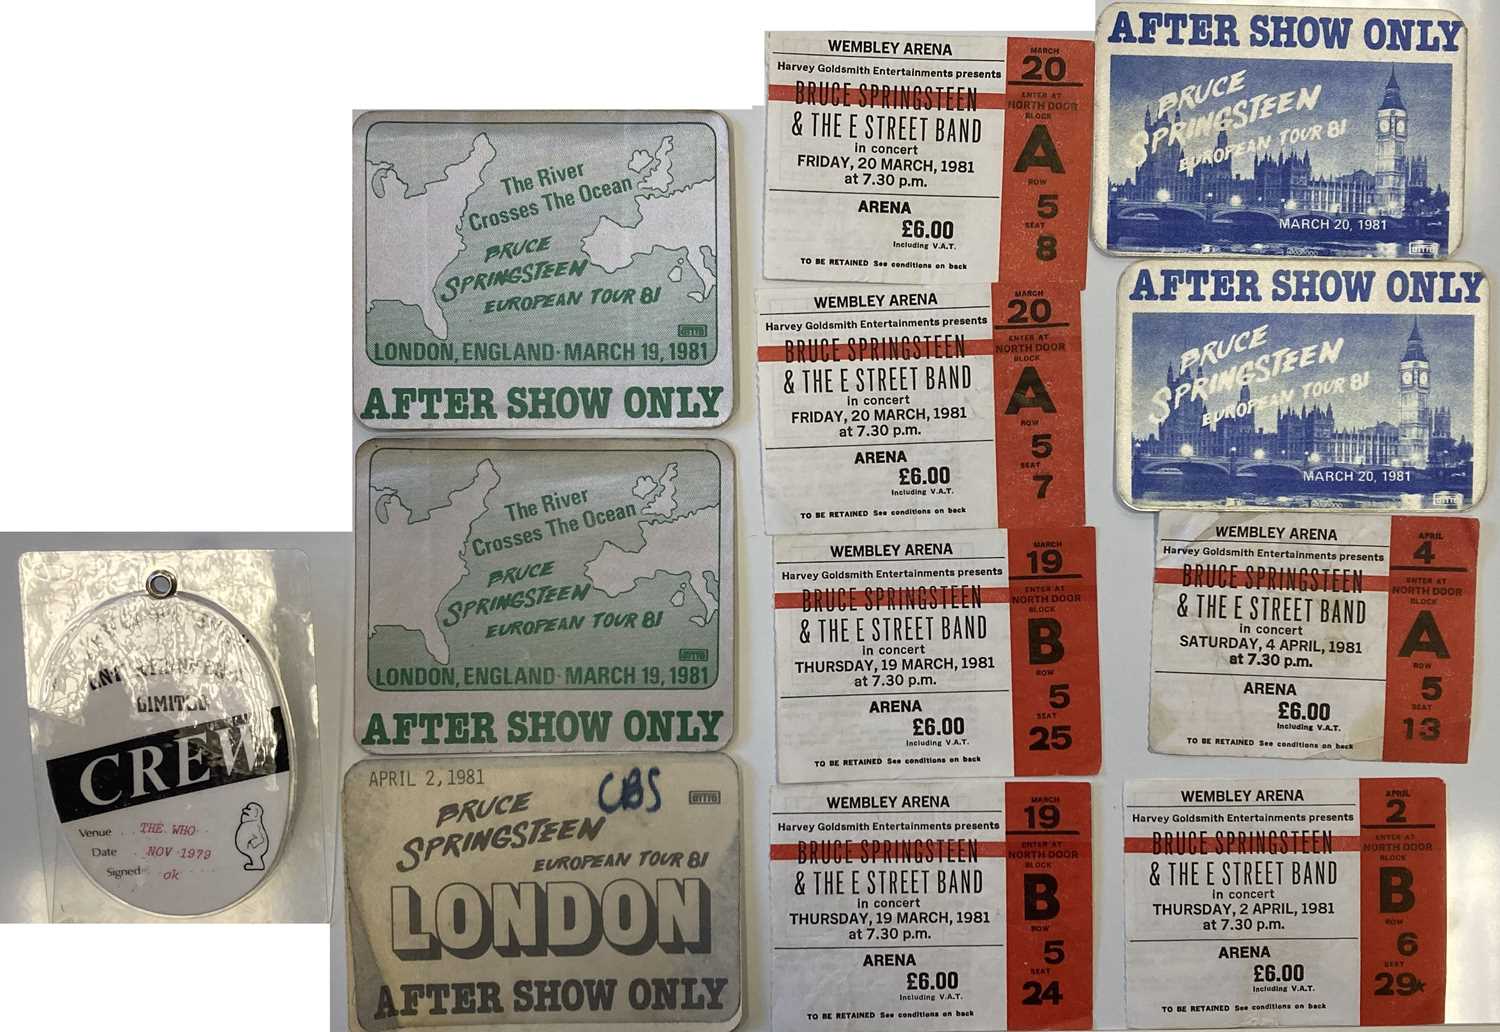 LIMITED
CREW
Venue THE WHO
Date NOV 1979
Signed ok
The River
Crosses The Ocean
BRUCE
SPRINGSTEEN
EUROPEAN TOUR 81
OTTO
LONDON, ENGLAND · MARCH 19, 1981
AFTER SHOW ONLY
The River
Crosses The Ocean
BRUCE
SPRINGSTEEN
EUROPEAN TOUR 81
OTTO
LONDON, ENGLAND · MARCH 19, 1981
AFTER SHOW ONLY
APRIL 2, 1981
CBS
OTTO
BRUCE
SPRINGSTEEN
EUROPEAN TOUR 81
LONDON
AFTER SHOW ONLY
WEMBLEY ARENA
Harvey Goldsmith Entertainments presents
BRUCE SPRINGSTEEN
& THE E STREET BAND
in concert
FRIDAY, 20 MARCH, 1981
at 7.30 p.m.
ARENA
£6.00
Including V.A.T.
TO BE RETAINED See conditions on back
MARCH
20
ENTER AT
NORTH DOOR
BLOCK
A
ROW
5
SEAT
8
WEMBLEY ARENA
Harvey Goldsmith Entertainments presents
BRUCE SPRINGSTEEN
& THE E STREET BAND
in concert
FRIDAY, 20 MARCH, 1981
at 7.30 p.m.
ARENA
£6.00
Including V.A.T.
TO BE RETAINED See conditions on back
MARCH
20
ENTER AT
NORTH DOOR
BLOCK
A
ROW
5
SEAT
7
WEMBLEY ARENA
Harvey Goldsmith Entertainments presents
BRUCE SPRINGSTEEN
& THE E STREET BAND
in concert
THURSDAY, 19 MARCH, 1981
at 7.30 p.m.
ARENA
£6.00
Including V.A.T.
TO BE RETAINED See conditions on back
MARCH
19
ENTER AT
NORTH DOOR
BLOCK
B
ROW
5
SEAT
25
WEMBLEY ARENA
Harvey Goldsmith Entertainments presents
BRUCE SPRINGSTEEN
& THE E STREET BAND
in concert
THURSDAY, 19 MARCH, 1981
at 7.30 p.m.
ARENA
£6.00
Including V.A.T.
TO BE RETAINED See conditions on back
MARCH
19
ENTER AT
NORTH DOOR
BLOCK
B
ROW
5
SEAT
24
AFTER SHOW ONLY
BRUCE
SPRINGSTEEN
EUROPEAN TOUR 81
MARCH 20, 1981
OTTO
AFTER SHOW ONLY
BRUCE
SPRINGSTEEN
EUROPEAN TOUR 81
MARCH 20, 1981
OTTO
WEMBLEY ARENA
Harvey Goldsmith Entertainments presents
BRUCE SPRINGSTEEN
& THE E STREET BAND
in concert
SATURDAY, 4 APRIL, 1981
at 7.30 p.m.
ARENA
£6.00
Including V.A.T.
TO BE RETAINED See conditions on back
APRIL
4
ENTER AT
NORTH DOOR
BLOCK
A
ROW
5
SEAT
13
WEMBLEY ARENA
Harvey Goldsmith Entertainments presents
BRUCE SPRINGSTEEN
& THE E STREET BAND
in concert
THURSDAY, 2 APRIL, 1981
at 7.30 p.m.
ARENA
£6.00
Including V.A.T.
TO BE RETAINED See conditions on back
APRIL
2
ENTER AT
NORTH DOOR
BLOCK
B
ROW
6
SEAT
29★